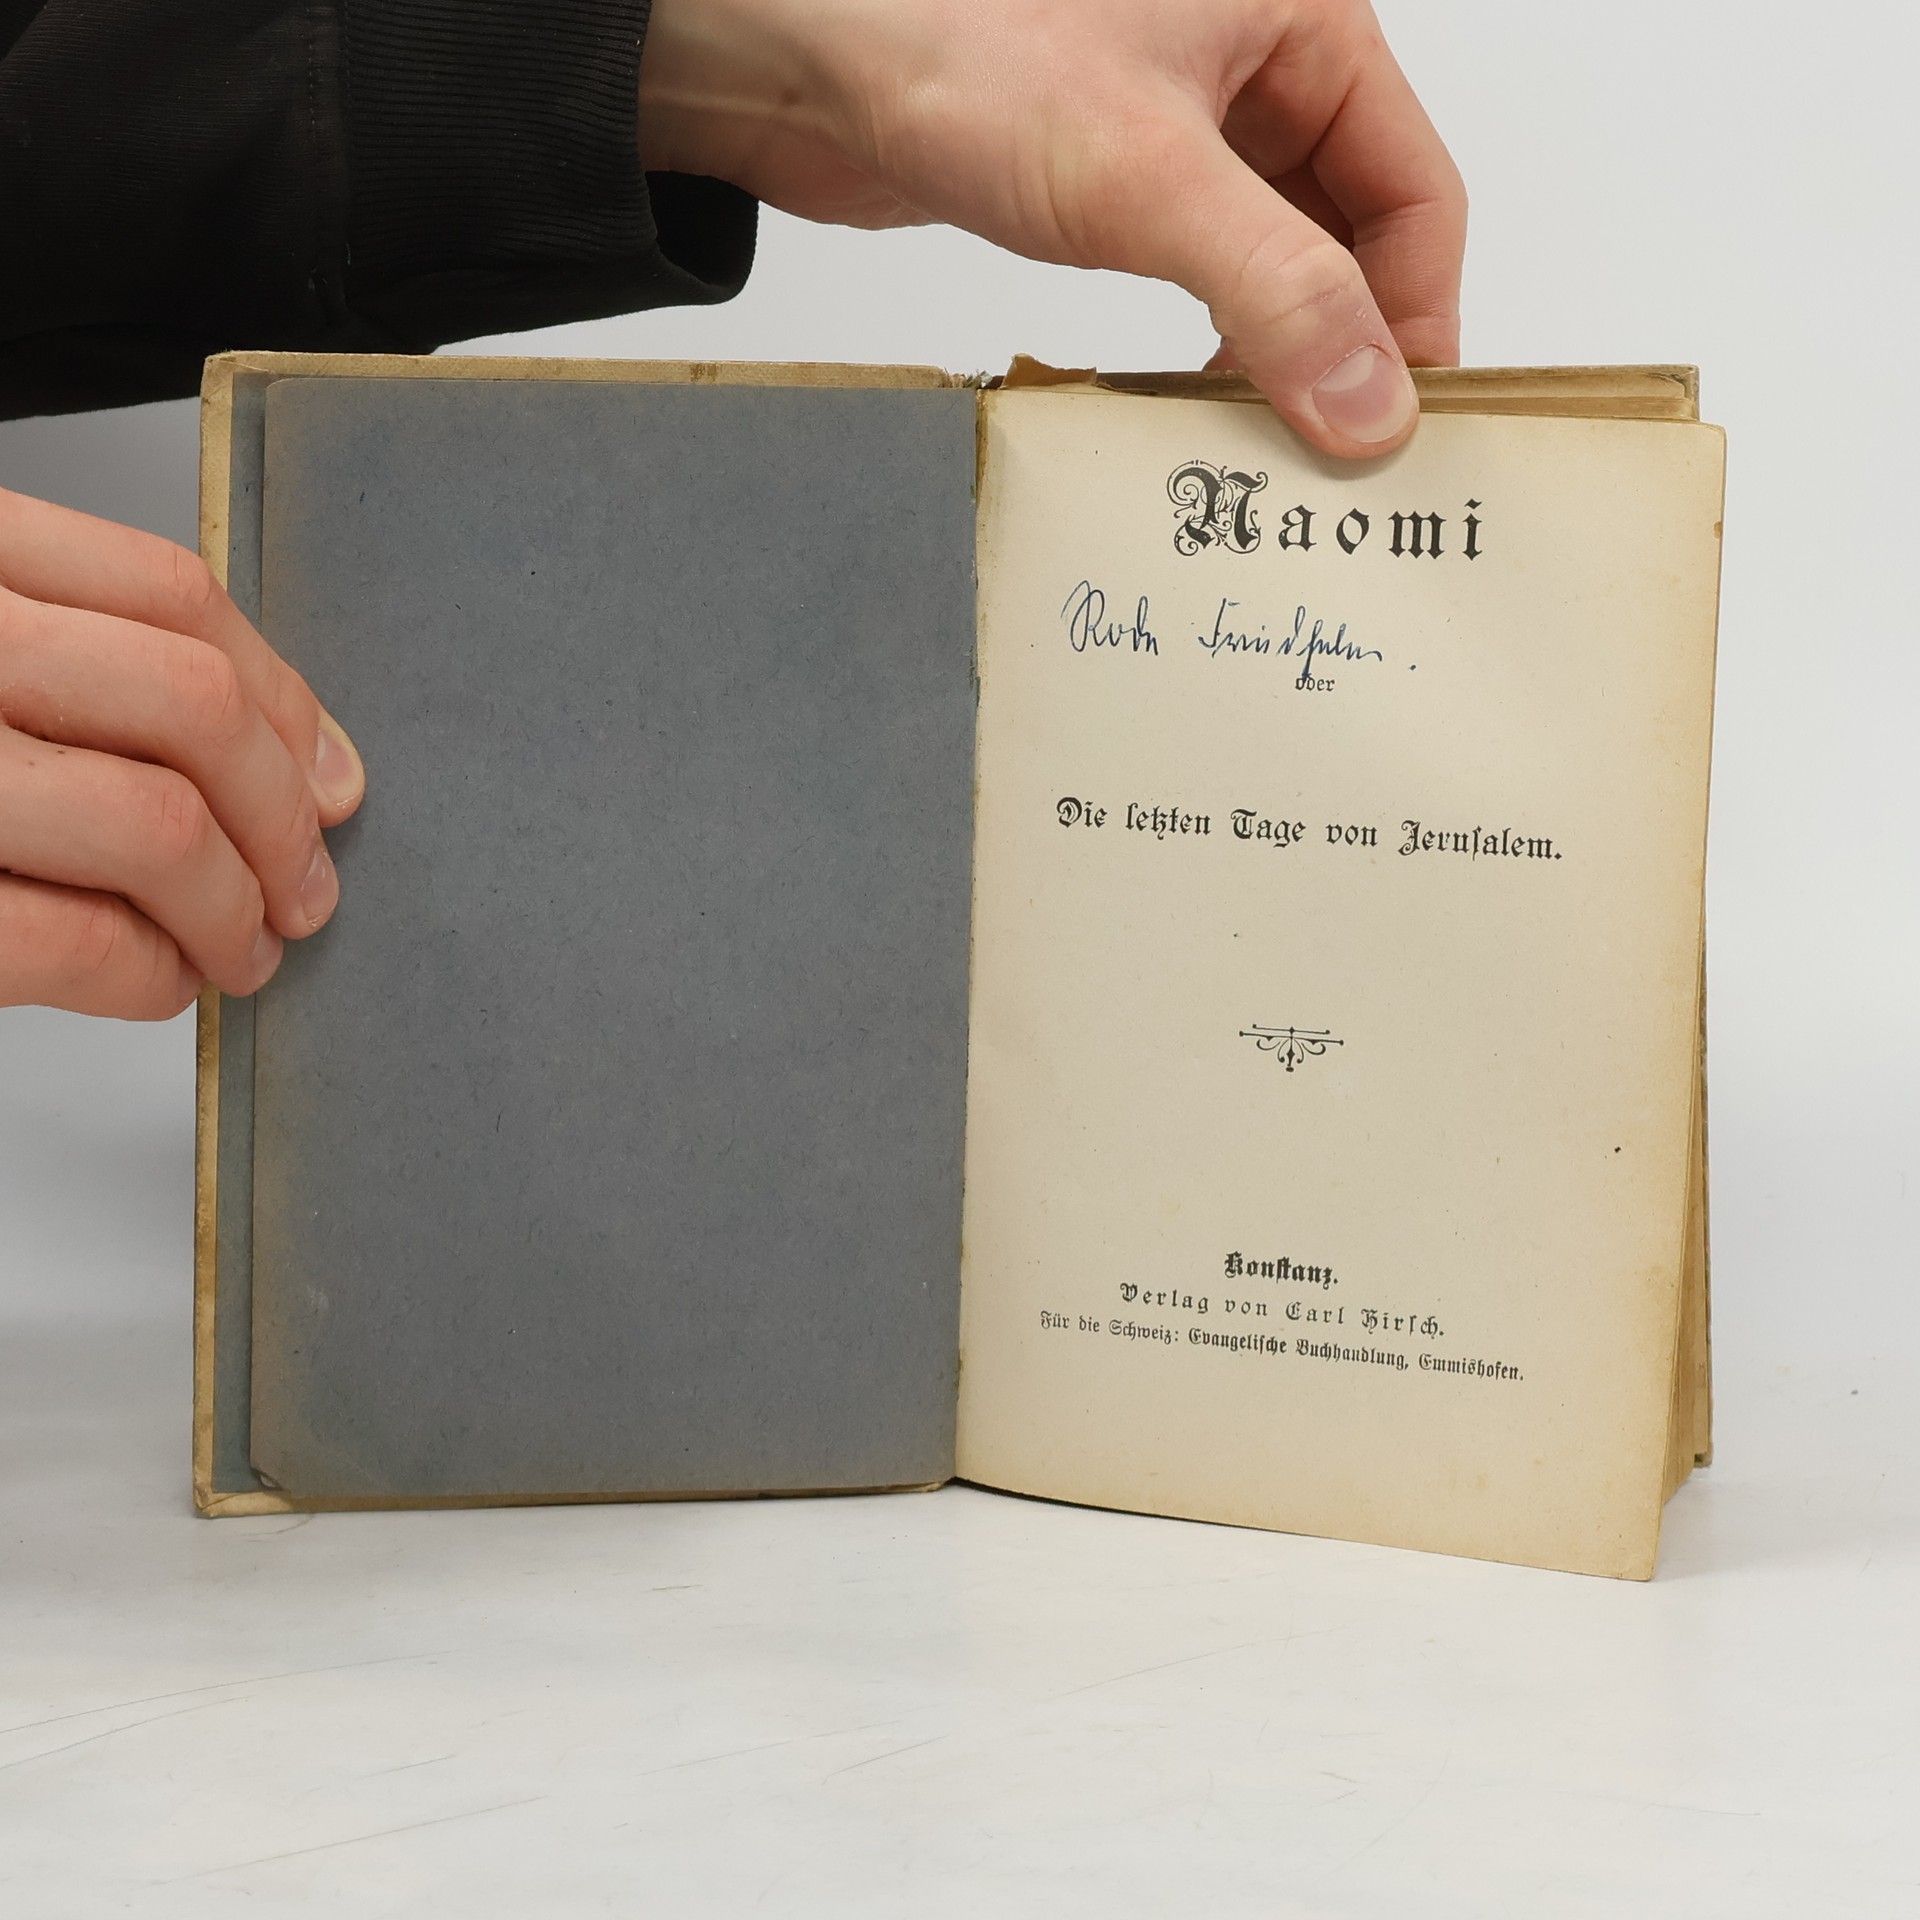 Naomi
Rode Friedhelm.
oder
Die letzten Tage von Jeruſalem.
Konſtanz.
Verlag von Carl Hirſch.
Für die Schweiz: Evangeliſche Buchhandlung, Emmishofen.